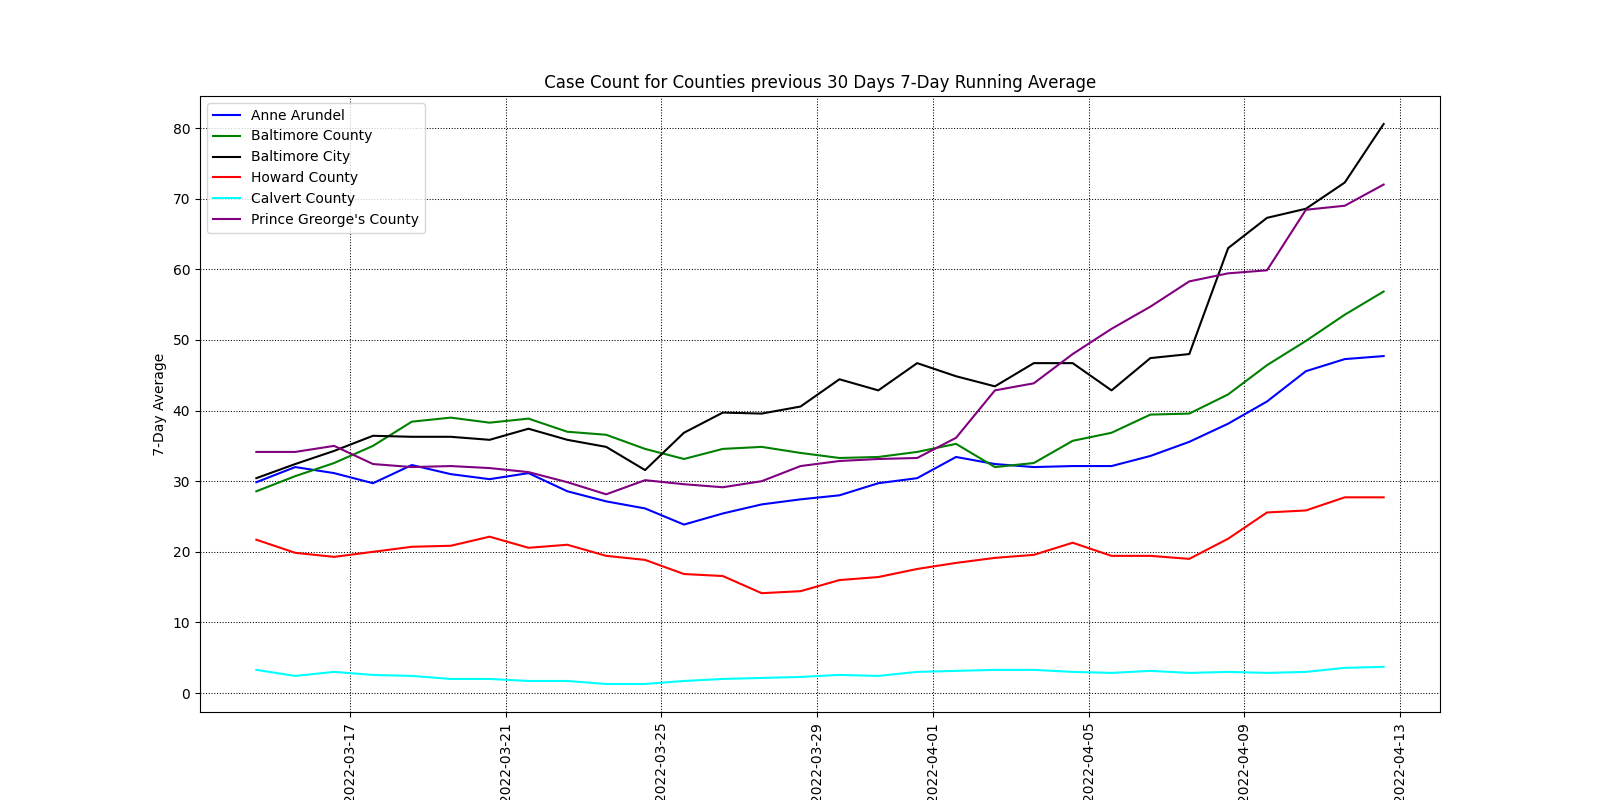 Case Count for Counties previous 30 Days 7-Day Running Average
Anne Arundel
Baltimore County
Baltimore City
Howard County
Calvert County
Prince Greorge's County
7-Day Average
80
70
60
50
40
30
20
10
0
2022-03-17
2022-03-21
2022-03-25
2022-03-29
2022-04-01
2022-04-05
2022-04-09
2022-04-13